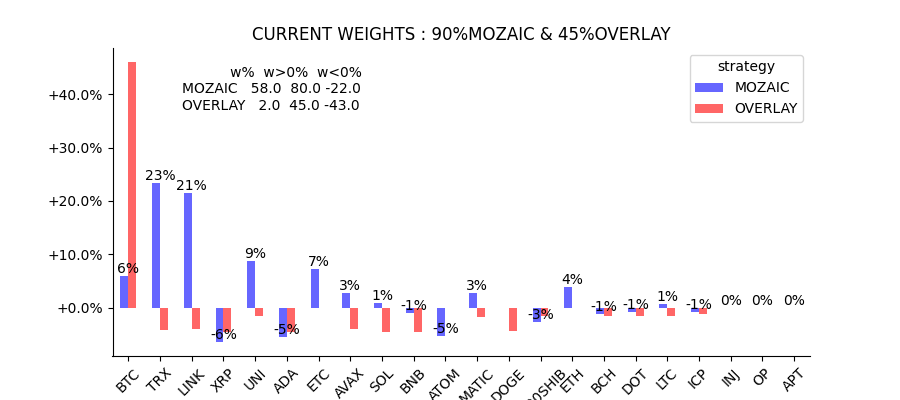 CURRENT WEIGHTS : 90%MOZAIC & 45%OVERLAY
w% w>0% w<0%
MOZAIC 58.0 80.0 -22.0
OVERLAY 2.0 45.0 -43.0
strategy
MOZAIC
OVERLAY
+40.0%
+30.0%
+20.0%
+10.0%
+0.0%
6% 23% 21% -6% 9% -5% 7% 3% 1% -1% -5% 3% -3% 4% -1% -1% 1% -1% 0% 0% 0%
BTC TRX LINK XRP UNI ADA ETC AVAX SOL BNB ATOM MATIC DOGE 0SHIB ETH BCH DOT LTC ICP INJ OP APT